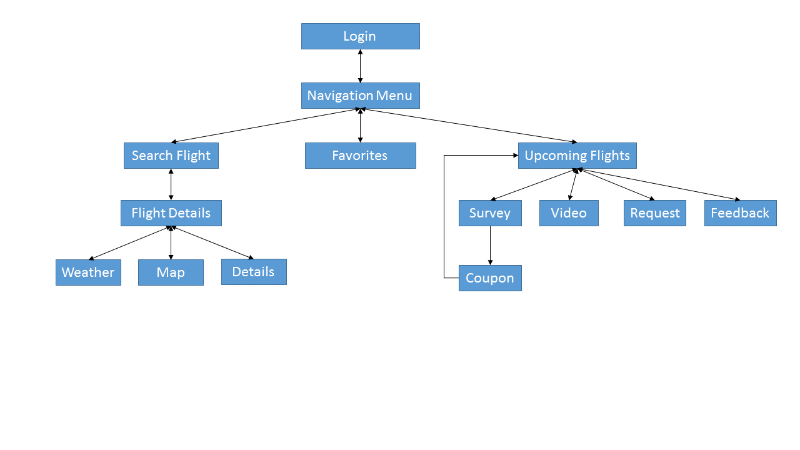 Login
Navigation Menu
Search Flight
Favorites
Upcoming Flights
Flight Details
Survey
Video
Request
Feedback
Weather
Map
Details
Coupon